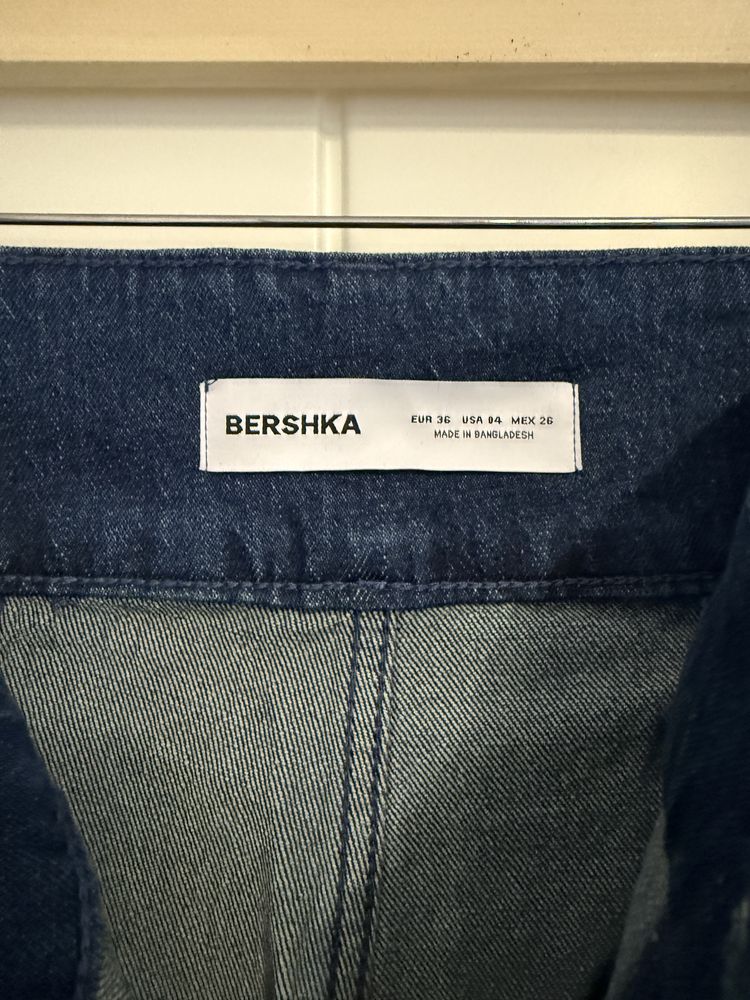 BERSHKA
EUR 36 USA 04 MEX 26
MADE IN BANGLADESH